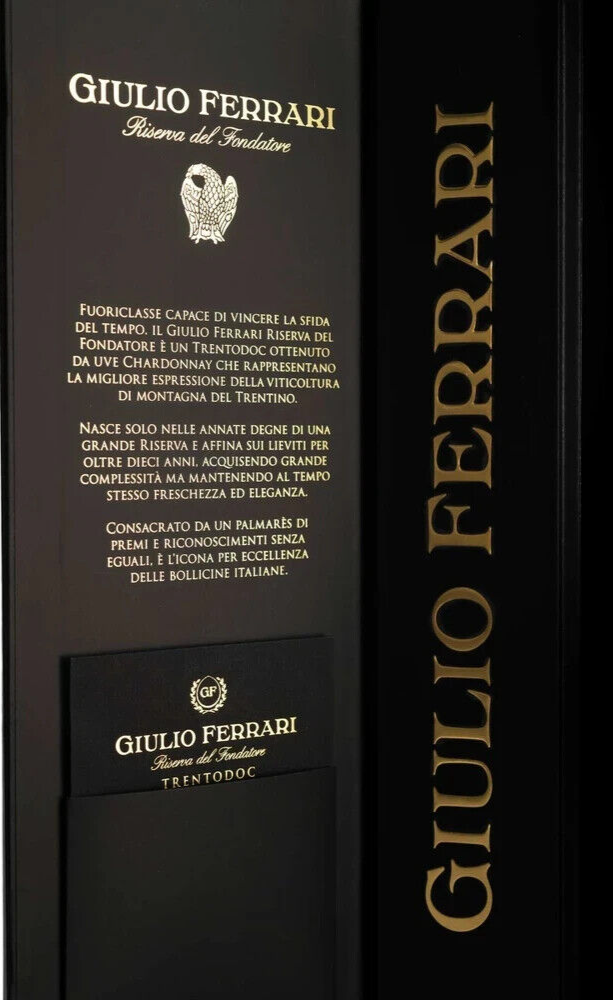 GIULIO FERRARI
Riserva del Fondatore
FUORICLASSE CAPACE DI VINCERE LA SFIDA
DEL TEMPO. IL GIULIO FERRARI RISERVA DEL
FONDATORE È UN TRENTODOC OTTENUTO
DA UVE CHARDONNAY CHE RAPPRESENTANO
LA MIGLIORE ESPRESSIONE DELLA VITICOLTURA
DI MONTAGNA DEL TRENTINO.
NASCE SOLO NELLE ANNATE DEGNE DI UNA
GRANDE RISERVA E AFFINA SUI LIEVITI PER
OLTRE DIECI ANNI, ACQUISENDO GRANDE
COMPLESSITÀ MA MANTENENDO AL TEMPO
STESSO FRESCHEZZA ED ELEGANZA.
CONSACRATO DA UN PALMARÈS DI
PREMI E RICONOSCIMENTI SENZA
EGUALI, È L'ICONA PER ECCELLENZA
DELLE BOLLICINE ITALIANE.
GF
GIULIO FERRARI
Riserva del Fondatore
TRENTODOC
GIULIO FERRARI